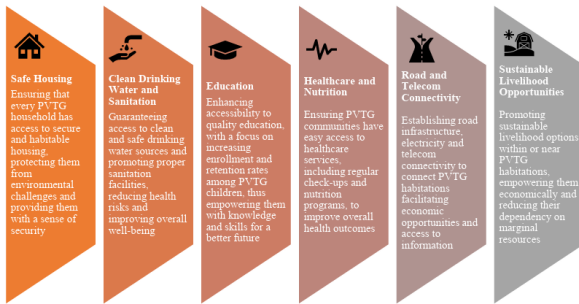 Safe Housing
Ensuring that
every PVTG
household has
access to secure
and habitable
housing,
protecting them
from
environmental
challenges and
providing them
with a sense of
security
Clean Drinking
Water and
Sanitation
Guaranteeing
access to clean
and safe drinking
water sources and
promoting proper
sanitation
facilities,
reducing health
risks and
improving overall
well-being
Education
Enhancing
accessibility to
quality education,
with a focus on
increasing
enrollment and
retention rates
among PVTG
children, thus
empowering them
with knowledge
and skills for a
better future
Healthcare and
Nutrition
Ensuring PVTG
communities have
easy access to
healthcare
services,
including regular
check-ups and
nutrition
programs, to
improve overall
health outcomes
Road and
Telecom
Connectivity
Establishing road
infrastructure,
electricity and
telecom
connectivity to
connect PVTG
habitations
facilitating
economic
opportunities and
access to
information
Sustainable
Livelihood
Opportunities
Promoting
sustainable
livelihood options
within or near
PVTG
habitations,
empowering them
economically and
reducing their
dependency on
marginal
resources